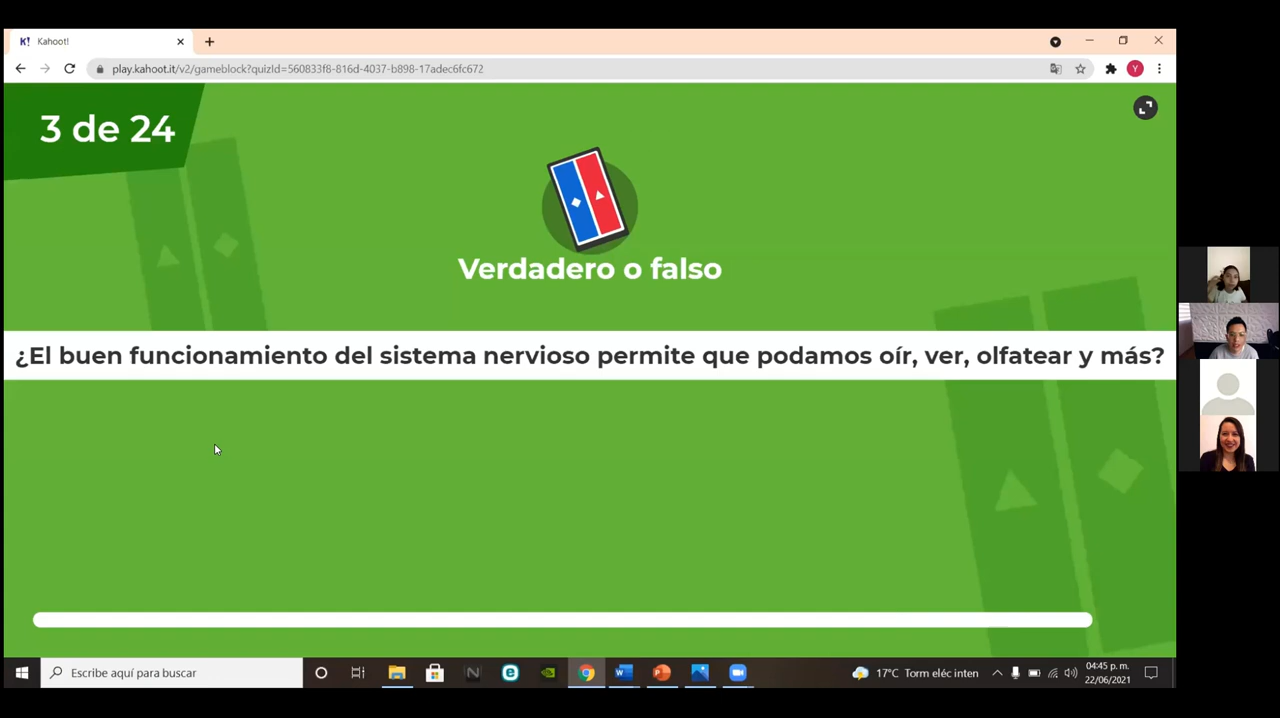 K! Kahoot!
play.kahoot.it/v2/gameblock?quizId=560833f8-816d-4037-b898-17adec6fc672
Y
3 de 24
Verdadero o falso
¿El buen funcionamiento del sistema nervioso permite que podamos oír, ver, olfatear y más?
Escribe aquí para buscar
17°C Torm eléc inten
04:45 p. m.
22/06/2021